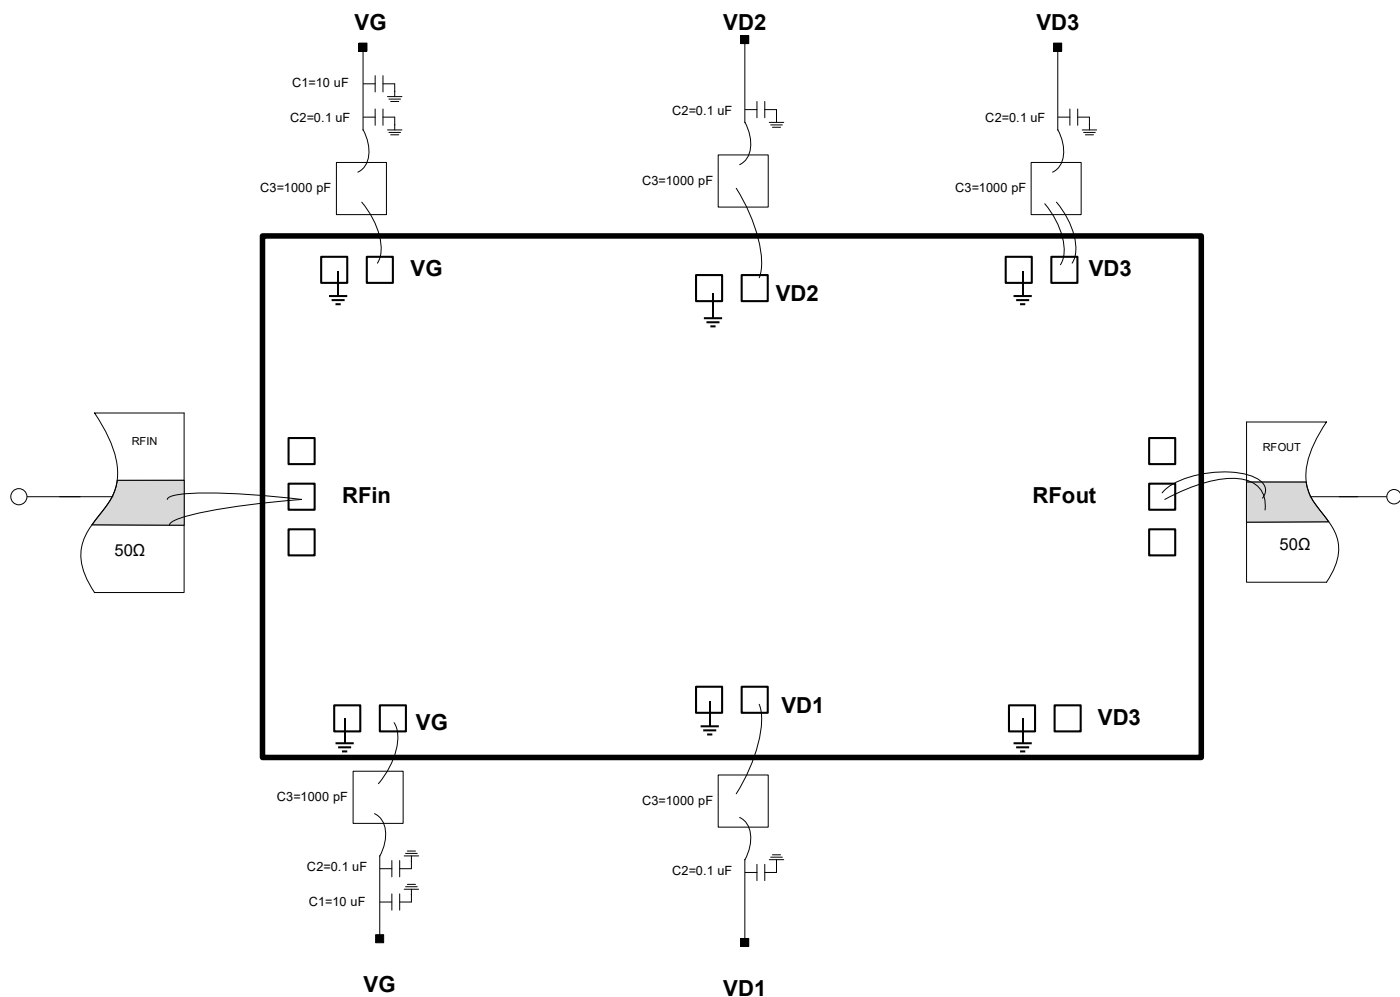 VG
VD2
VD3
C1=10 uF
C2=0.1 uF
C2=0.1 uF
C2=0.1 uF
C3=1000 pF
C3=1000 pF
C3=1000 pF
VG
VD2
VD3
RFIN
RFOUT
RFin
RFout
50Ω
50Ω
VG
VD1
VD3
C3=1000 pF
C3=1000 pF
C2=0.1 uF
C2=0.1 uF
C1=10 uF
VG
VD1